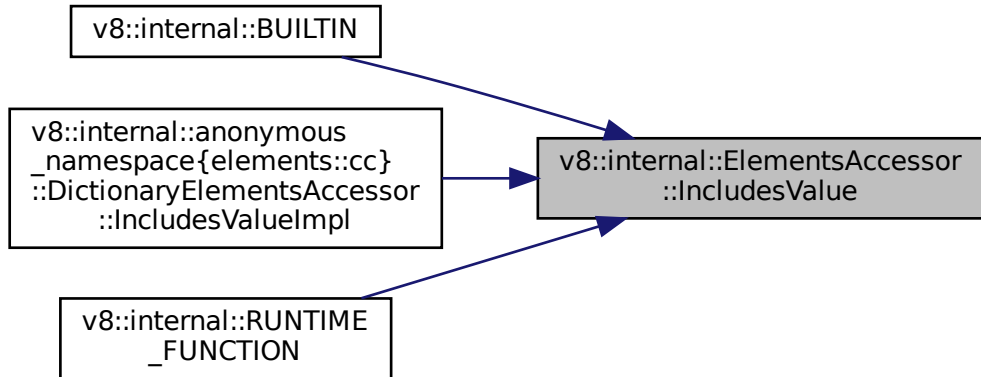 v8::internal::BUILTIN
v8::internal::anonymous
_namespace{elements::cc}
::DictionaryElementsAccessor
::IncludesValueImpl
v8::internal::ElementsAccessor
::IncludesValue
v8::internal::RUNTIME
_FUNCTION